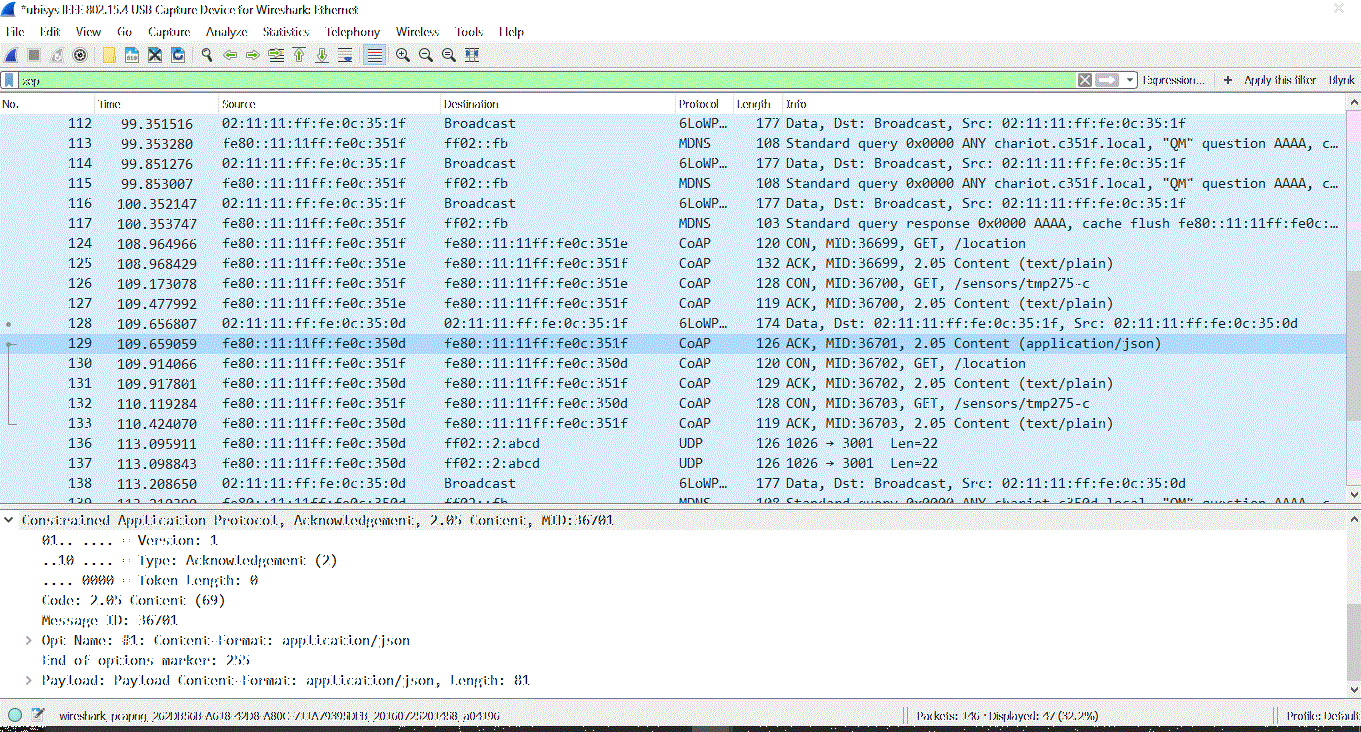 *ubisys IEEE 802.15.4 USB Capture Device for Wireshark: Ethernet
File Edit View Go Capture Analyze Statistics Telephony Wireless Tools Help
zep Expression... + Apply this filter Blynk
No. Time Source Destination Protocol Length Info
112 99.351516 02:11:11:ff:fe:0c:35:1f Broadcast 6LoWP… 177 Data, Dst: Broadcast, Src: 02:11:11:ff:fe:0c:35:1f
113 99.353280 fe80::11:11ff:fe0c:351f ff02::fb MDNS 108 Standard query 0x0000 ANY chariot.c351f.local, "QM" question AAAA, c…
114 99.851276 02:11:11:ff:fe:0c:35:1f Broadcast 6LoWP… 177 Data, Dst: Broadcast, Src: 02:11:11:ff:fe:0c:35:1f
115 99.853007 fe80::11:11ff:fe0c:351f ff02::fb MDNS 108 Standard query 0x0000 ANY chariot.c351f.local, "QM" question AAAA, c…
116 100.352147 02:11:11:ff:fe:0c:35:1f Broadcast 6LoWP… 177 Data, Dst: Broadcast, Src: 02:11:11:ff:fe:0c:35:1f
117 100.353747 fe80::11:11ff:fe0c:351f ff02::fb MDNS 103 Standard query response 0x0000 AAAA, cache flush fe80::11:11ff:fe0c:…
124 108.964966 fe80::11:11ff:fe0c:351f fe80::11:11ff:fe0c:351e CoAP 120 CON, MID:36699, GET, /location
125 108.968429 fe80::11:11ff:fe0c:351e fe80::11:11ff:fe0c:351f CoAP 132 ACK, MID:36699, 2.05 Content (text/plain)
126 109.173078 fe80::11:11ff:fe0c:351f fe80::11:11ff:fe0c:351e CoAP 128 CON, MID:36700, GET, /sensors/tmp275-c
127 109.477992 fe80::11:11ff:fe0c:351e fe80::11:11ff:fe0c:351f CoAP 119 ACK, MID:36700, 2.05 Content (text/plain)
128 109.656807 02:11:11:ff:fe:0c:35:0d 02:11:11:ff:fe:0c:35:1f 6LoWP… 174 Data, Dst: 02:11:11:ff:fe:0c:35:1f, Src: 02:11:11:ff:fe:0c:35:0d
129 109.659059 fe80::11:11ff:fe0c:350d fe80::11:11ff:fe0c:351f CoAP 126 ACK, MID:36701, 2.05 Content (application/json)
130 109.914066 fe80::11:11ff:fe0c:351f fe80::11:11ff:fe0c:350d CoAP 120 CON, MID:36702, GET, /location
131 109.917801 fe80::11:11ff:fe0c:350d fe80::11:11ff:fe0c:351f CoAP 129 ACK, MID:36702, 2.05 Content (text/plain)
132 110.119284 fe80::11:11ff:fe0c:351f fe80::11:11ff:fe0c:350d CoAP 128 CON, MID:36703, GET, /sensors/tmp275-c
133 110.424070 fe80::11:11ff:fe0c:350d fe80::11:11ff:fe0c:351f CoAP 119 ACK, MID:36703, 2.05 Content (text/plain)
136 113.095911 fe80::11:11ff:fe0c:350d ff02::2:abcd UDP 126 1026 → 3001 Len=22
137 113.098843 fe80::11:11ff:fe0c:350d ff02::2:abcd UDP 126 1026 → 3001 Len=22
138 113.208650 02:11:11:ff:fe:0c:35:0d Broadcast 6LoWP… 177 Data, Dst: Broadcast, Src: 02:11:11:ff:fe:0c:35:0d
139 fe80::11:11ff:fe0c:350d ff02::fb MDNS 108 Standard query 0x0000 ANY chariot.c350d.local, "QM" question AAAA, c…
Constrained Application Protocol, Acknowledgement, 2.05 Content, MID:36701
01.. .... = Version: 1
..10 .... = Type: Acknowledgement (2)
.... 0000 = Token Length: 0
Code: 2.05 Content (69)
Message ID: 36701
Opt Name: #1: Content-Format: application/json
End of options marker: 255
Payload: Payload Content-Format: application/json, Length: 81
Packets: 146 · Displayed: 47 (32.2%) Profile: Default